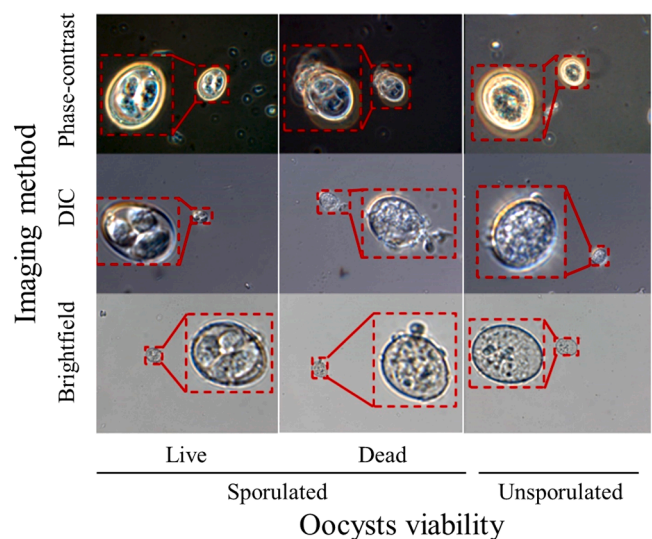 Imaging method
Phase-contrast
DIC
Brightfield
Live
Dead
Sporulated
Unsporulated
Oocysts viability